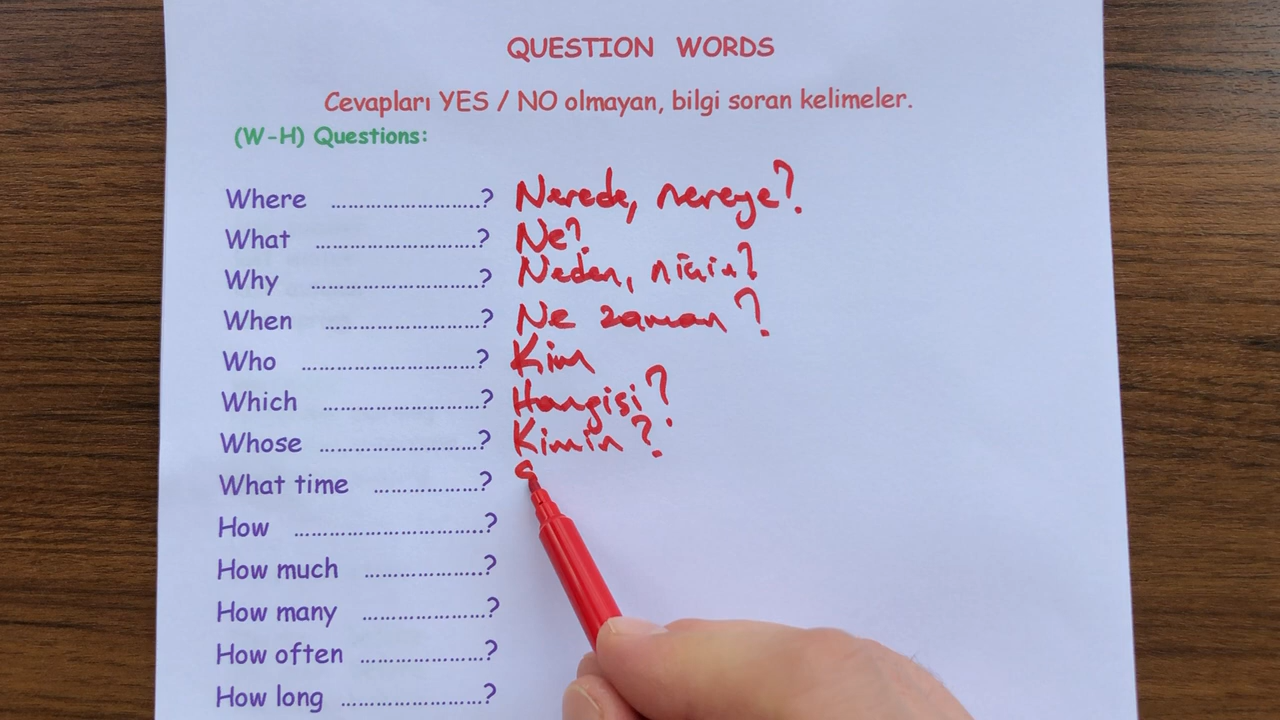 QUESTION WORDS
Cevapları YES / NO olmayan, bilgi soran kelimeler.
(W-H) Questions:
Where ............................? Nerede, nereye?
What ..............................? Ne?
Why ...............................? Neden, niçin?
When .............................? Ne zaman?
Who ................................? Kim
Which .............................? Hangisi?
Whose .............................? Kimin?
What time ....................?
How ..................................?
How much .....................?
How many ......................?
How often ......................?
How long .........................?